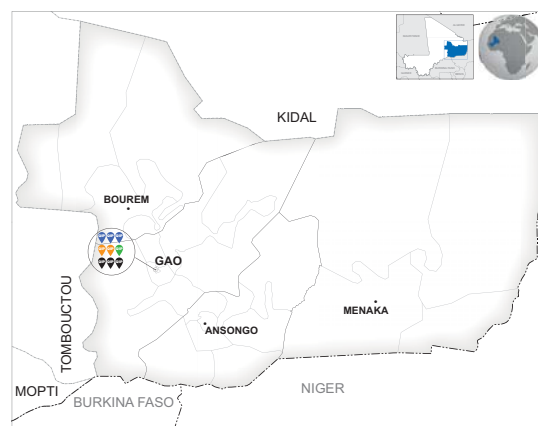 KIDAL
BOUREM
GAO
TOMBOUCTOU
MENAKA
ANSONGO
MOPTI
BURKINA FASO
NIGER